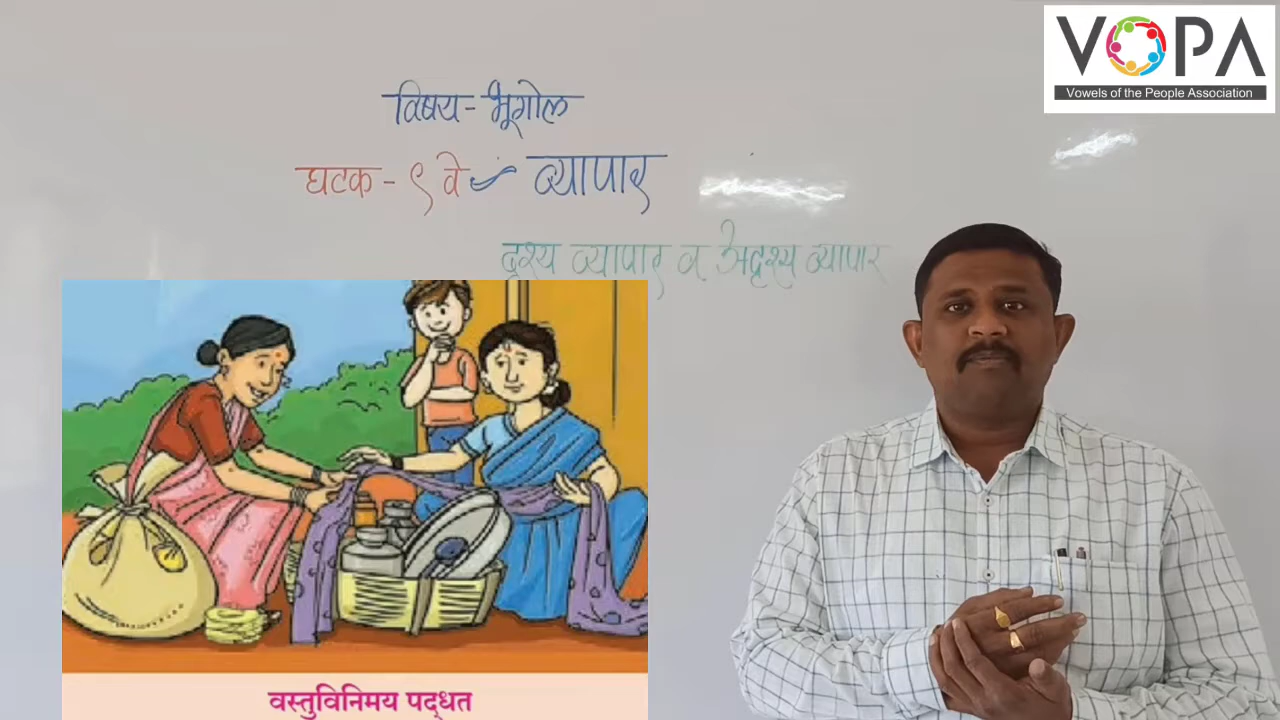 VOPA
Vowels of the People Association
विषय - भूगोल
घटक - ९ वे व्यापार
दृश्य व्यापार व अदृश्य व्यापार
वस्तुविनिमय पद्धत